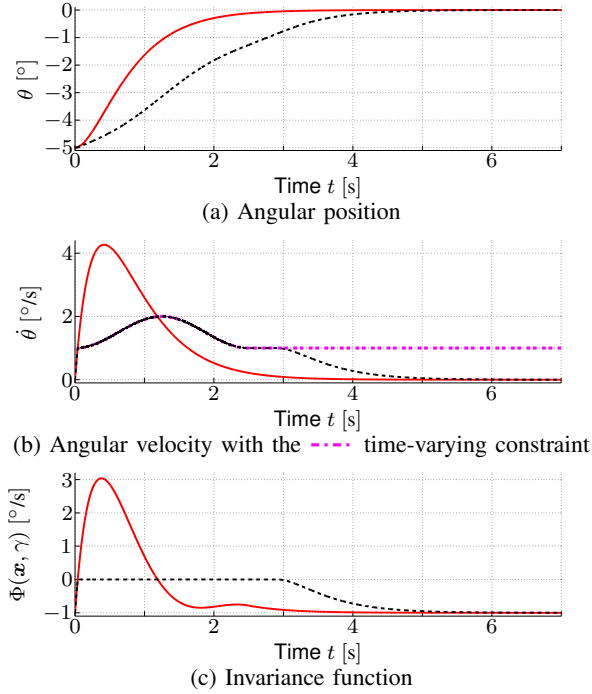 0
−1
−2
−3
−4
−5
θ [°]
0 2 4 6
Time t [s]
(a) Angular position
4
2
0
θ̇ [°/s]
0 2 4 6
Time t [s]
(b) Angular velocity with the time-varying constraint
3
2
1
0
−1
Φ(x, γ) [°/s]
0 2 4 6
Time t [s]
(c) Invariance function